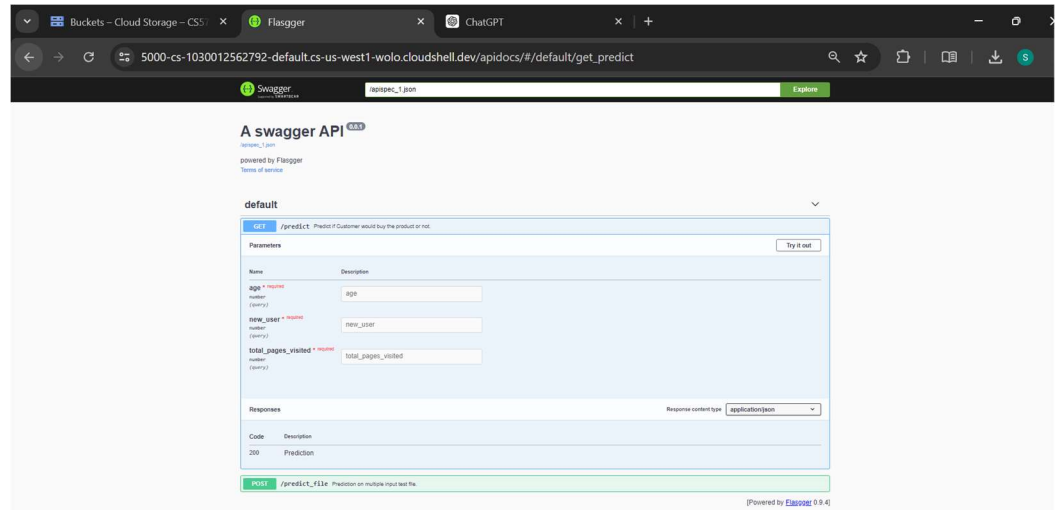 Buckets – Cloud Storage – CS57
Flasgger
ChatGPT
5000-cs-1030012562792-default.cs-us-west1-wolo.cloudshell.dev/apidocs/#/default/get_predict
S
Swagger
/apispec_1.json
Explore
A swagger API 0.0.1
/apispec_1.json
powered by Flasgger
Terms of service
default
GET /predict Predict if Customer would buy the product or not.
Parameters
Try it out
Name Description
age * required
number
(query)
age
new_user * required
number
(query)
new_user
total_pages_visited * required
number
(query)
total_pages_visited
Responses
Response content type application/json
Code Description
200 Prediction
POST /predict_file Prediction on multiple input test file.
[Powered by Flasgger 0.9.4]